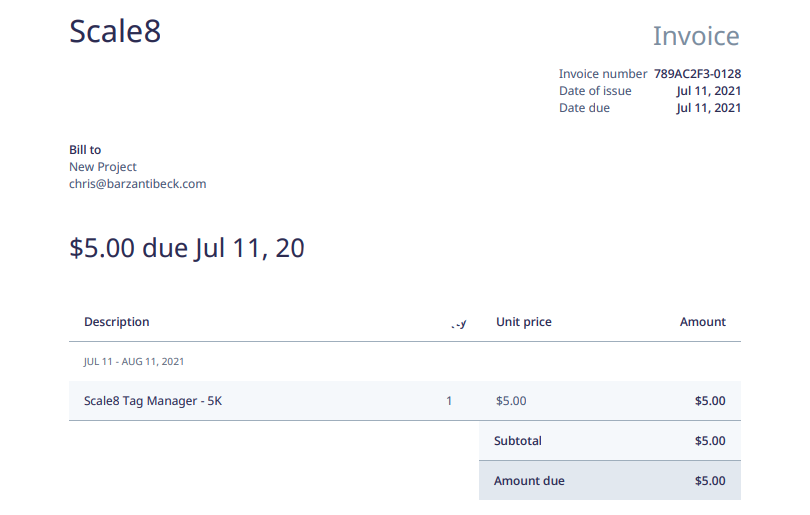 Scale8
Invoice
Invoice number 789AC2F3-0128
Date of issue Jul 11, 2021
Date due Jul 11, 2021
Bill to
New Project
chris@barzantibeck.com
$5.00 due Jul 11, 20
Description Unit price Amount
JUL 11 - AUG 11, 2021
Scale8 Tag Manager - 5K 1 $5.00 $5.00
Subtotal $5.00
Amount due $5.00